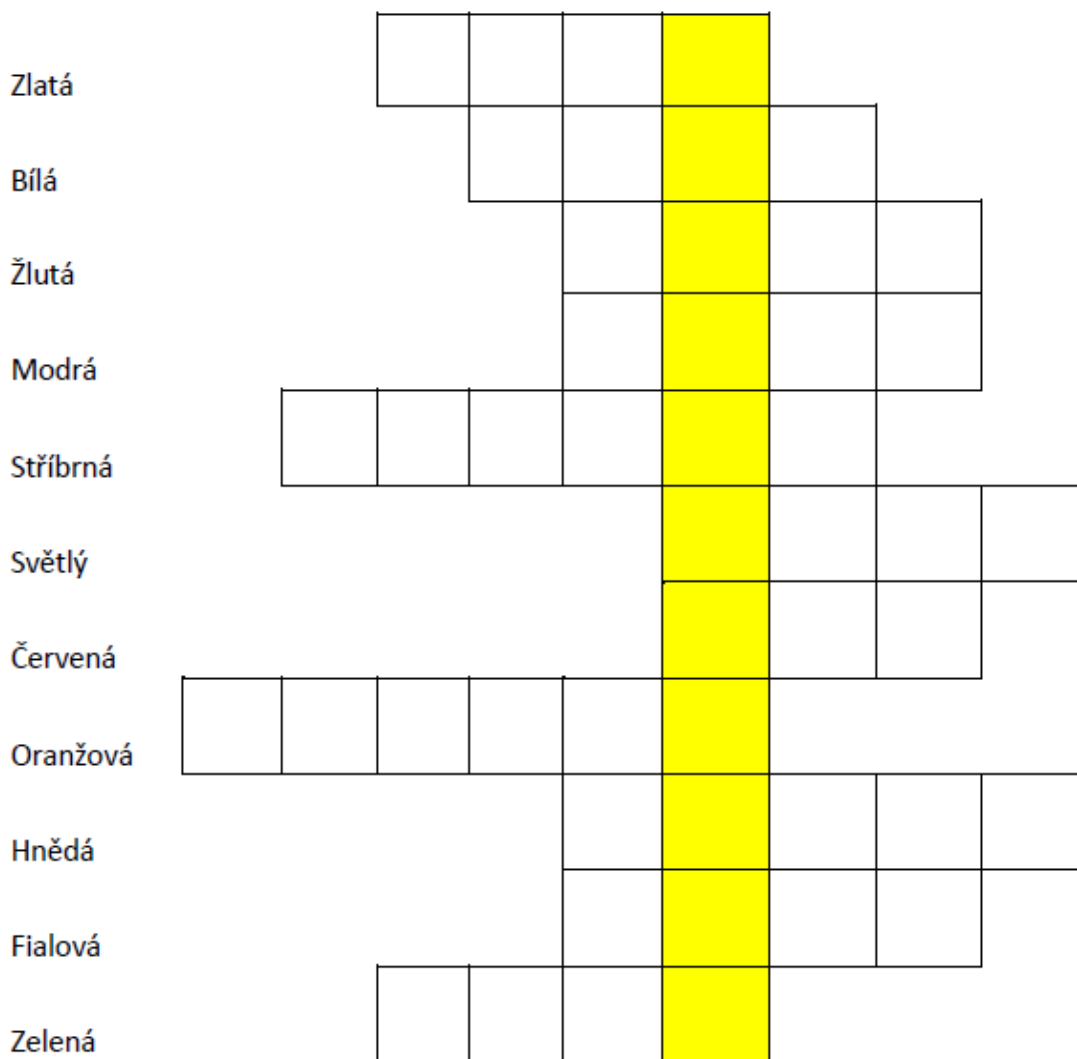 Zlatá
Bílá
Žlutá
Modrá
Stříbrná
Světlý
Červená
Oranžová
Hnědá
Fialová
Zelená